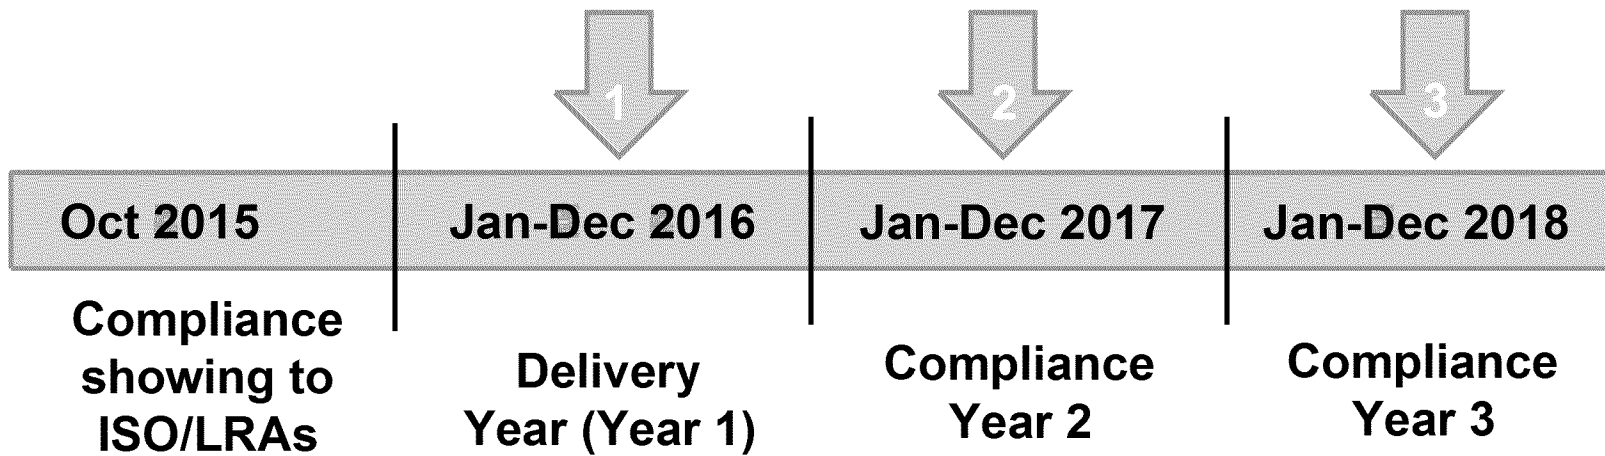 1
2
3
Oct 2015
Jan-Dec 2016
Jan-Dec 2017
Jan-Dec 2018
Compliance
showing to
ISO/LRAs
Delivery
Year (Year 1)
Compliance
Year 2
Compliance
Year 3